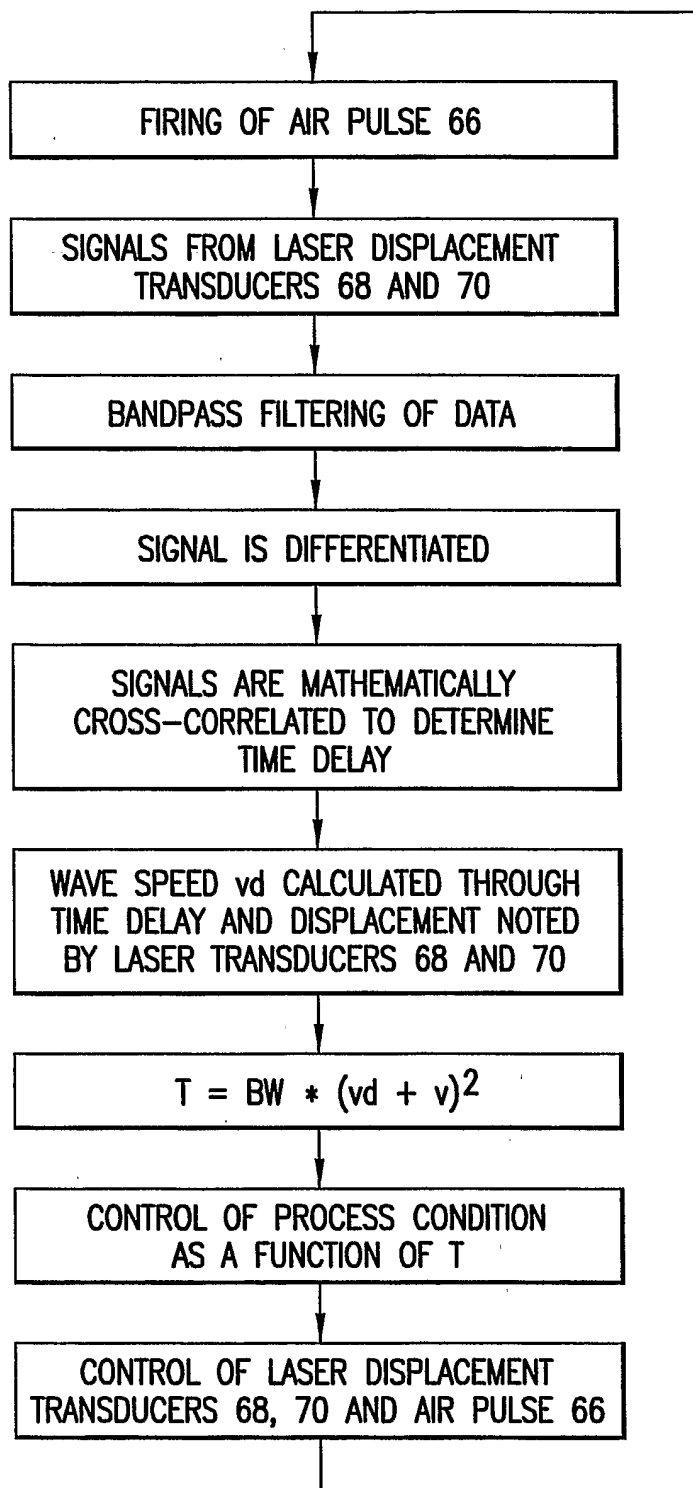 FIRING OF AIR PULSE 66
SIGNALS FROM LASER DISPLACEMENT
TRANSDUCERS 68 AND 70
BANDPASS FILTERING OF DATA
SIGNAL IS DIFFERENTIATED
SIGNALS ARE MATHEMATICALLY
CROSS-CORRELATED TO DETERMINE
TIME DELAY
WAVE SPEED vd CALCULATED THROUGH
TIME DELAY AND DISPLACEMENT NOTED
BY LASER TRANSDUCERS 68 AND 70
T = BW * (vd + v)²
CONTROL OF PROCESS CONDITION
AS A FUNCTION OF T
CONTROL OF LASER DISPLACEMENT
TRANSDUCERS 68, 70 AND AIR PULSE 66